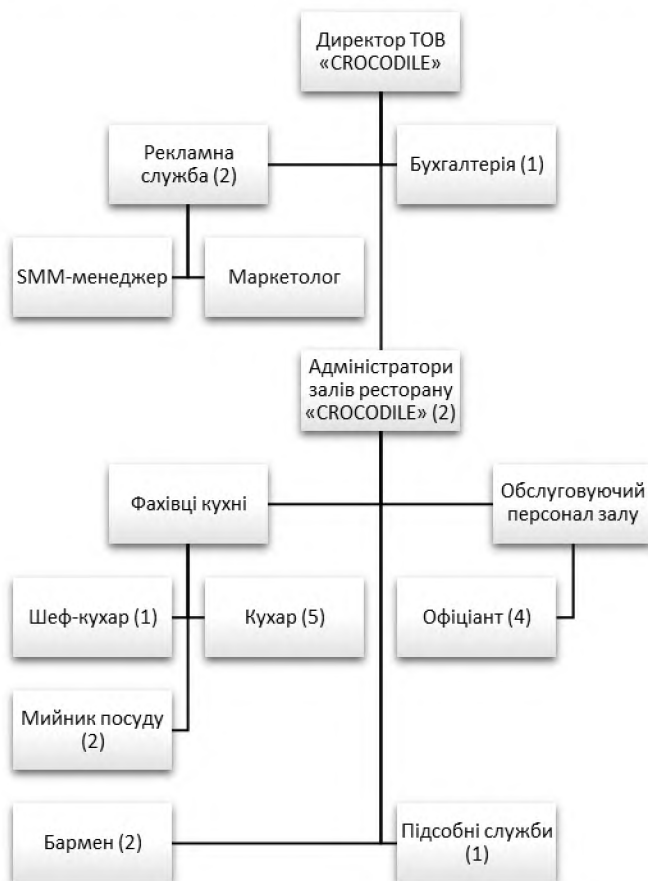 Директор ТОВ
«CROCODILE»
Рекламна
служба (2)
Бухгалтерія (1)
SMM-менеджер
Маркетолог
Адміністратори
залів ресторану
«CROCODILE» (2)
Фахівці кухні
Обслуговуючий
персонал залу
Шеф-кухар (1)
Кухар (5)
Офіціант (4)
Мийник посуду
(2)
Бармен (2)
Підсобні служби
(1)